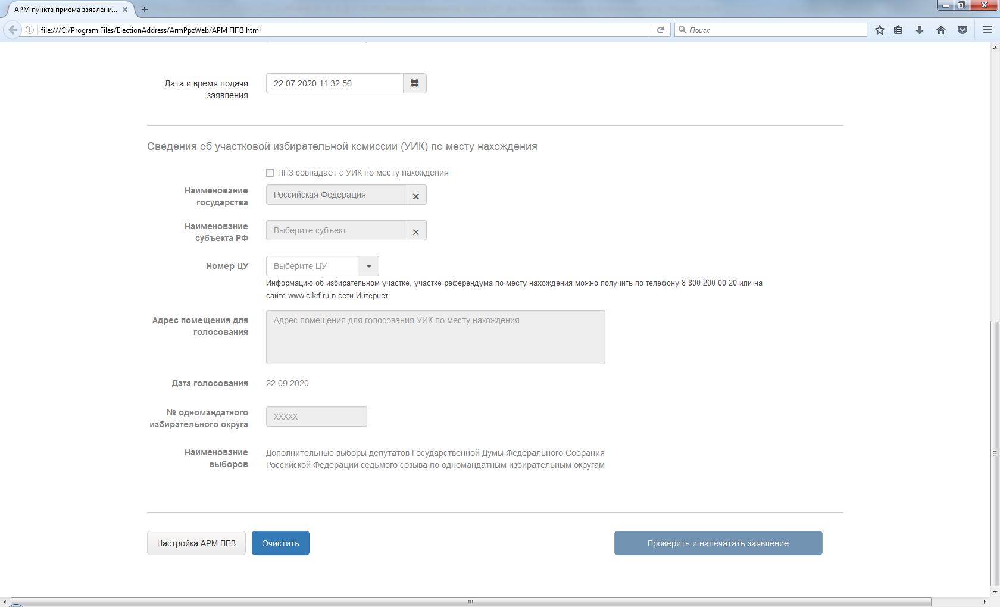 АРМ пункта приема заявлени...
file:///C:/Program Files/ElectionAddress/ArmPpzWeb/АРМ ППЗ.html
Поиск
Дата и время подачи
заявления
22.07.2020 11:32:56
Сведения об участковой избирательной комиссии (УИК) по месту нахождения
ППЗ совпадает с УИК по месту нахождения
Наименование
государства
Российская Федерация
Наименование
субъекта РФ
Выберите субъект
Номер ЦУ
Выберите ЦУ
Информацию об избирательном участке, участке референдума по месту нахождения можно получить по телефону 8 800 200 00 20 или на
сайте www.cikrf.ru в сети Интернет.
Адрес помещения для
голосования
Адрес помещения для голосования УИК по месту нахождения
Дата голосования
22.09.2020
№ одномандатного
избирательного округа
XXXXX
Наименование
выборов
Дополнительные выборы депутатов Государственной Думы Федерального Собрания
Российской Федерации седьмого созыва по одномандатным избирательным округам
Настройка АРМ ППЗ
Очистить
Проверить и напечатать заявление